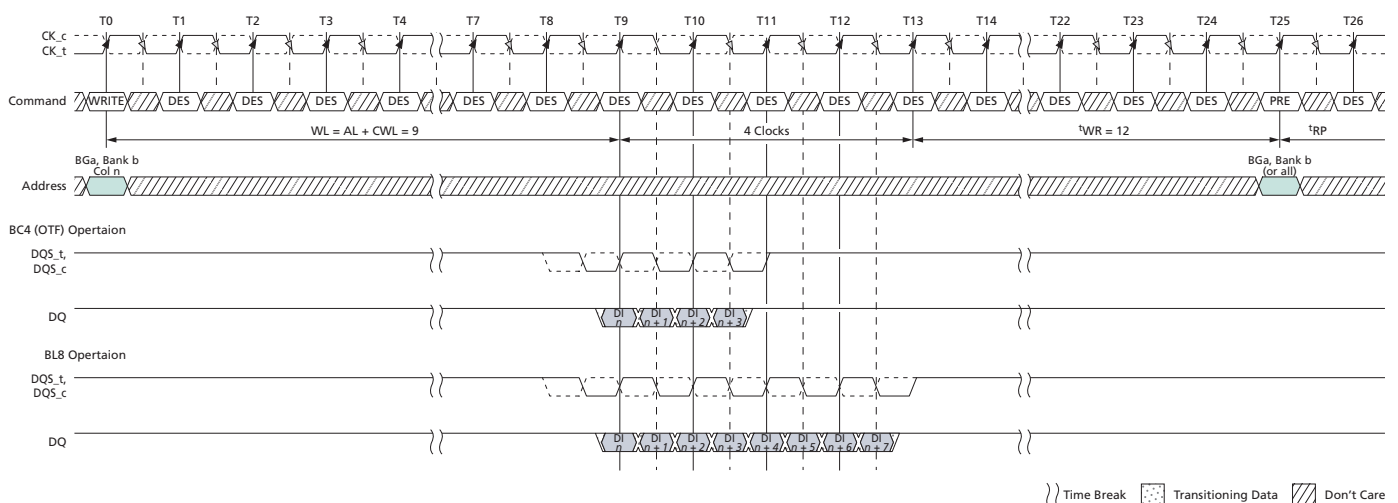 T0 T1 T2 T3 T4 T7 T8 T9 T10 T11 T12 T13 T14 T22 T23 T24 T25 T26
CK_c
CK_t
Command WRITE DES DES DES DES DES DES DES DES DES DES DES DES DES DES DES PRE DES
WL = AL + CWL = 9 4 Clocks tWR = 12 tRP
BGa, Bank b
Col n
BGa, Bank b
(or all)
Address
BC4 (OTF) Opertaion
DQS_t,
DQS_c
DQ DI n DI n + 1 DI n + 2 DI n + 3
BL8 Opertaion
DQS_t,
DQS_c
DQ DI n DI n + 1 DI n + 2 DI n + 3 DI n + 4 DI n + 5 DI n + 6 DI n + 7
Time Break Transitioning Data Don't Care